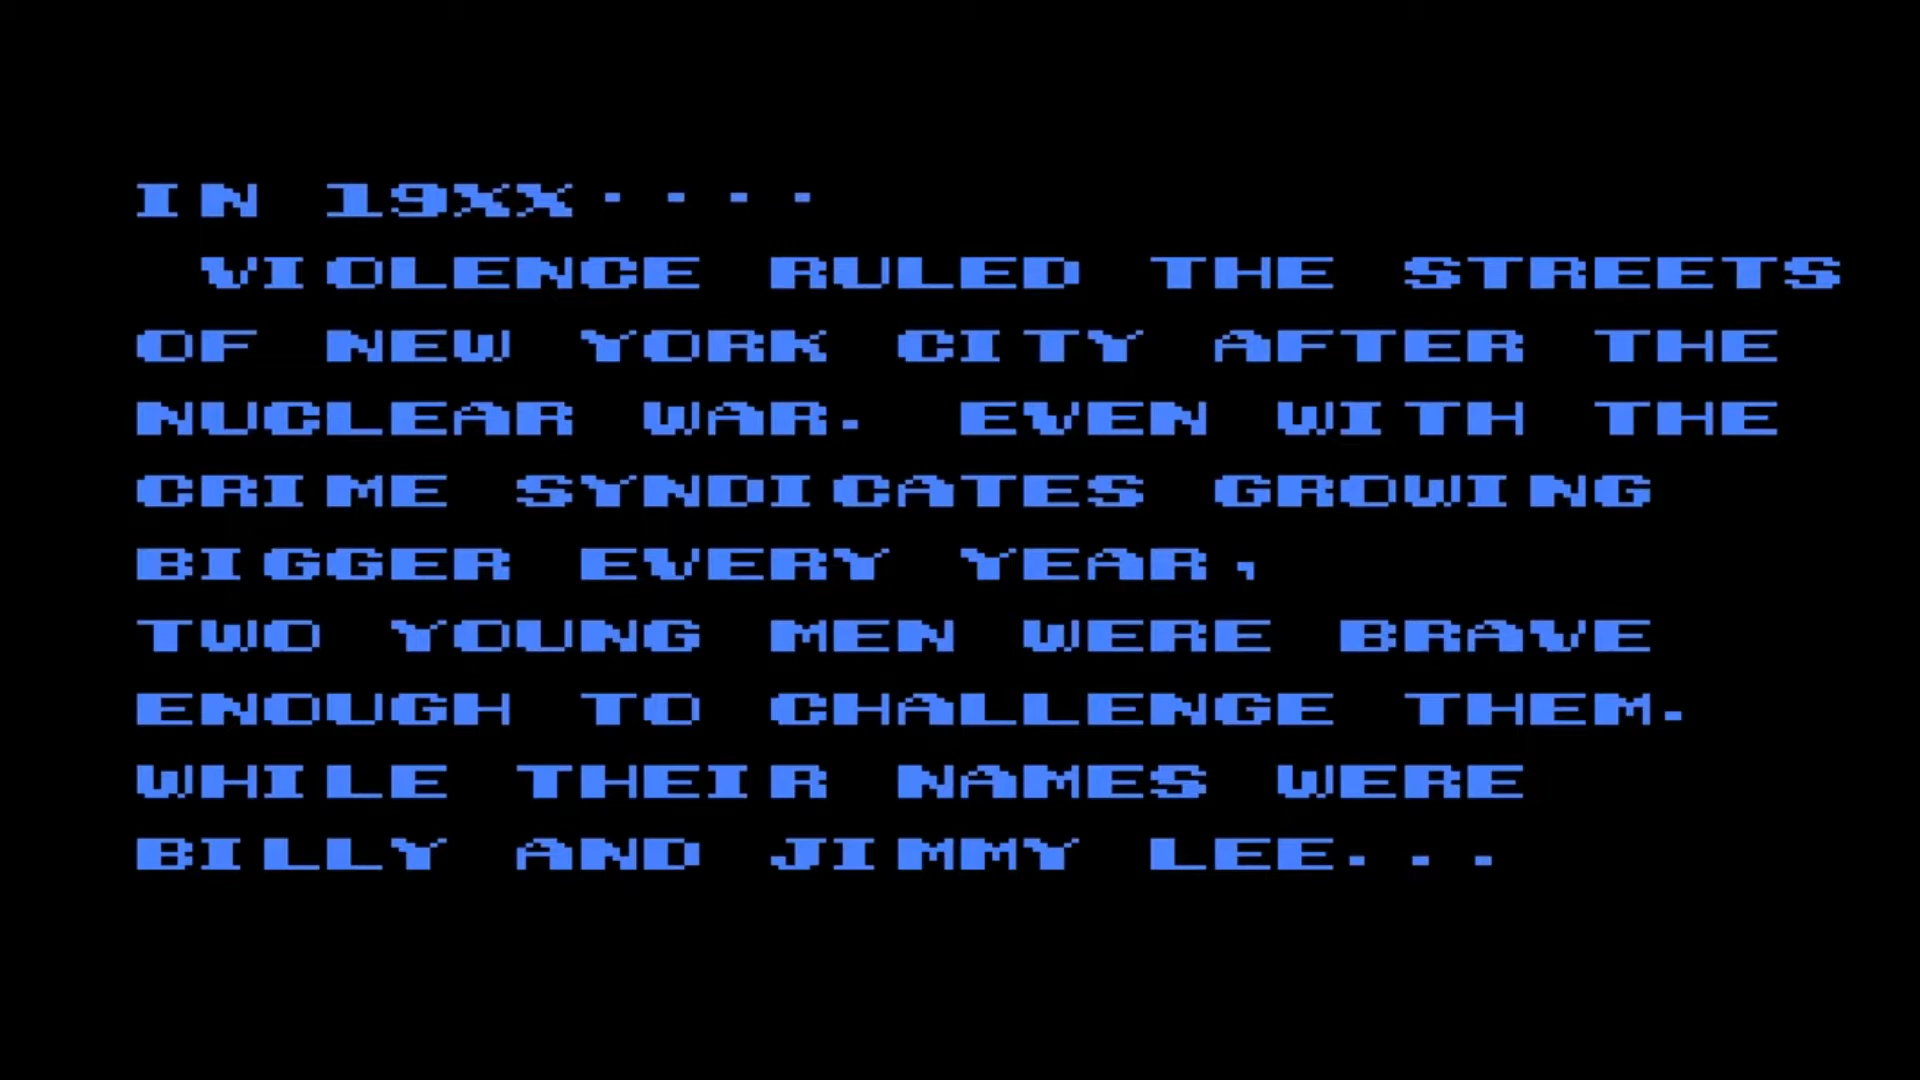 IN 19XX....
VIOLENCE RULED THE STREETS
OF NEW YORK CITY AFTER THE
NUCLEAR WAR. EVEN WITH THE
CRIME SYNDICATES GROWING
BIGGER EVERY YEAR,
TWO YOUNG MEN WERE BRAVE
ENOUGH TO CHALLENGE THEM.
WHILE THEIR NAMES WERE
BILLY AND JIMMY LEE...